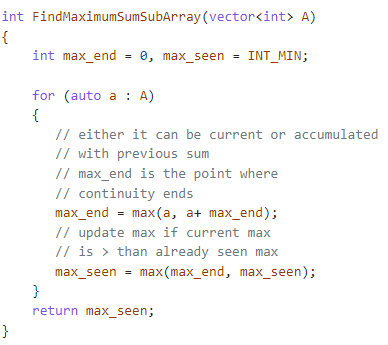 int FindMaximumSumSubArray(vector<int> A)
{
    int max_end = 0, max_seen = INT_MIN;

    for (auto a : A)
    {
       // either it can be current or accumulated
       // with previous sum
       // max_end is the point where
       // continuity ends
       max_end = max(a, a+ max_end);
       // update max if current max
       // is > than already seen max
       max_seen = max(max_end, max_seen);
    }
    return max_seen;
}